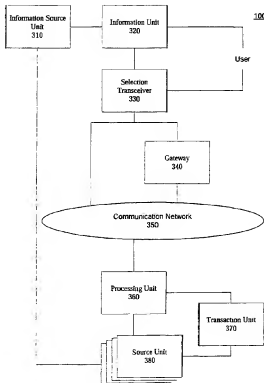 100
Information Source
Unit
310
Information Unit
320
User
Selection
Transceiver
330
Gateway
340
Communication Network
350
Processing Unit
360
Transaction Unit
370
Source Unit
380